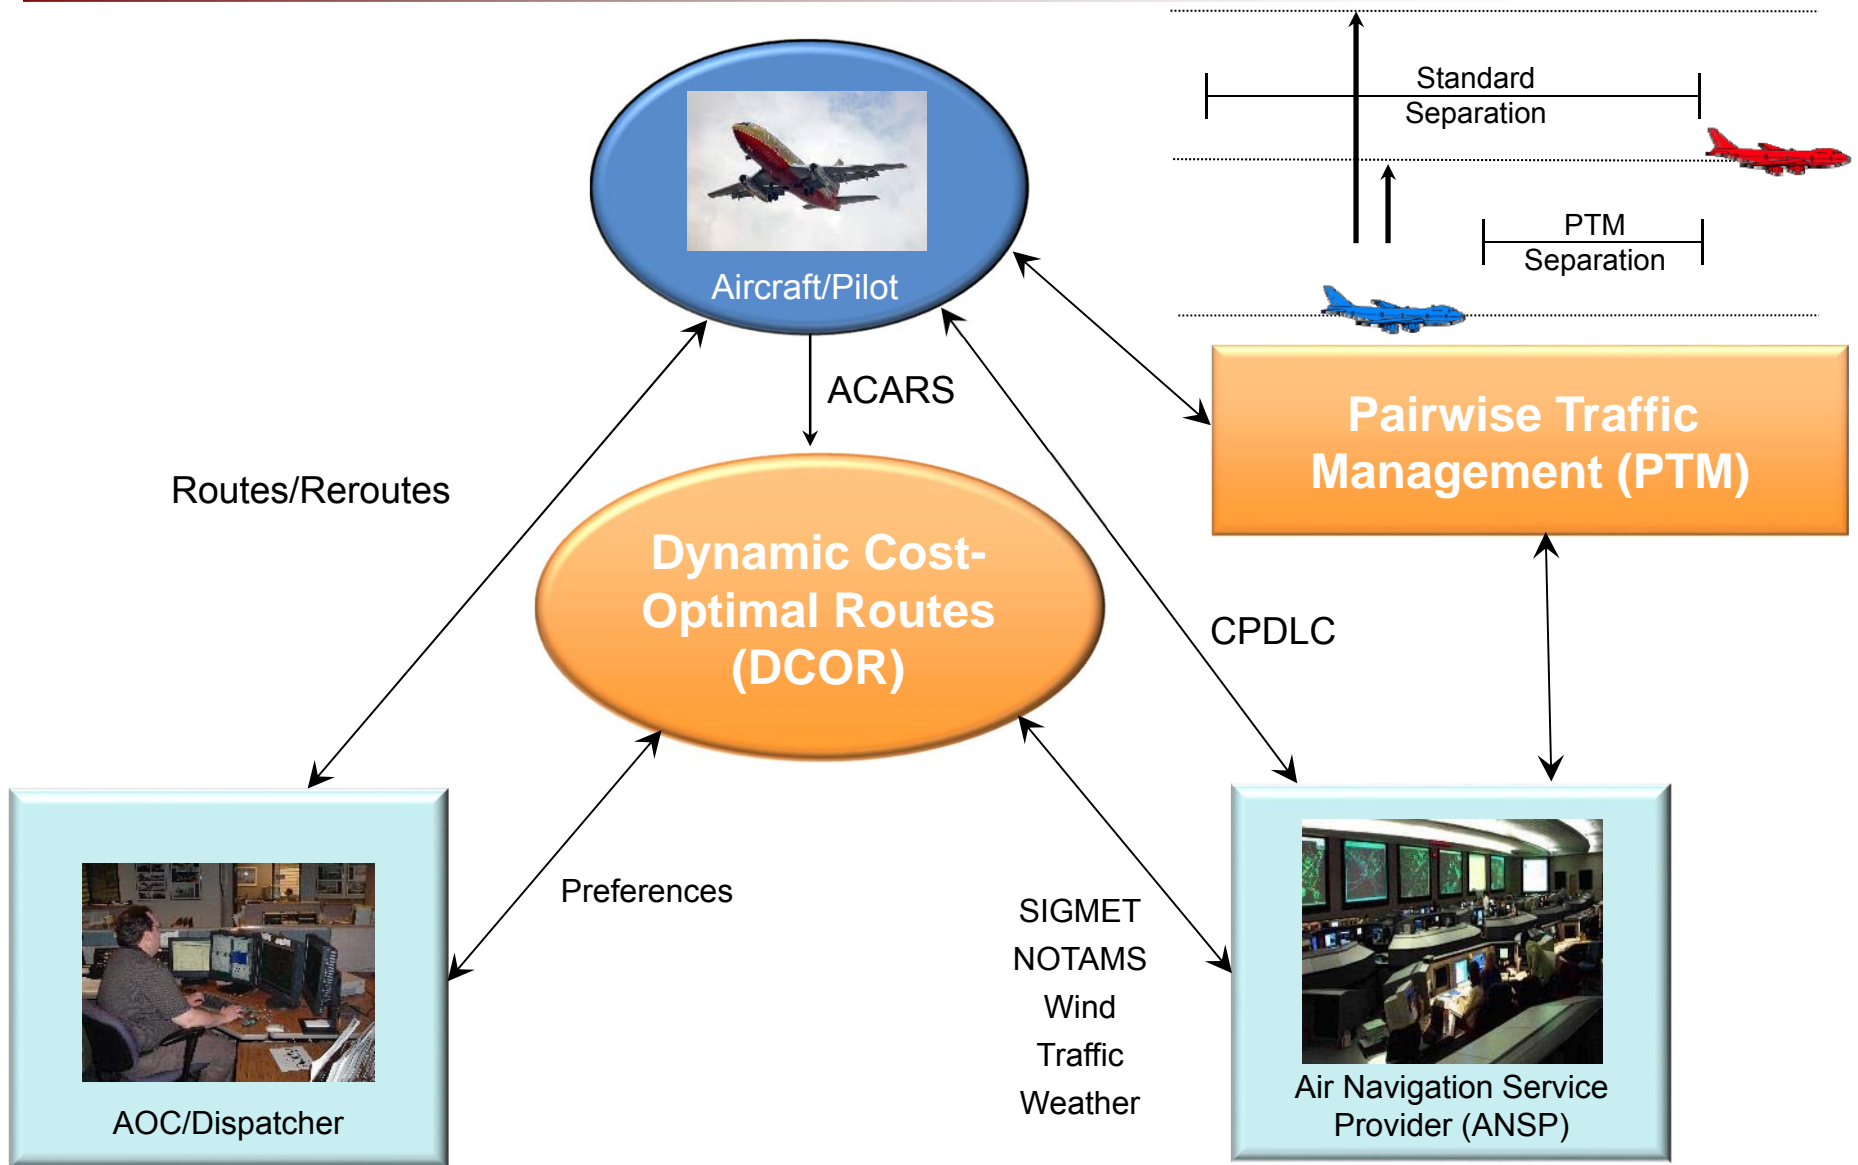 Standard
Separation
PTM
Separation
Aircraft/Pilot
ACARS
Pairwise Traffic
Management (PTM)
Routes/Reroutes
Dynamic Cost-
Optimal Routes
(DCOR)
CPDLC
Preferences
SIGMET
NOTAMS
Wind
Traffic
Weather
AOC/Dispatcher
Air Navigation Service
Provider (ANSP)